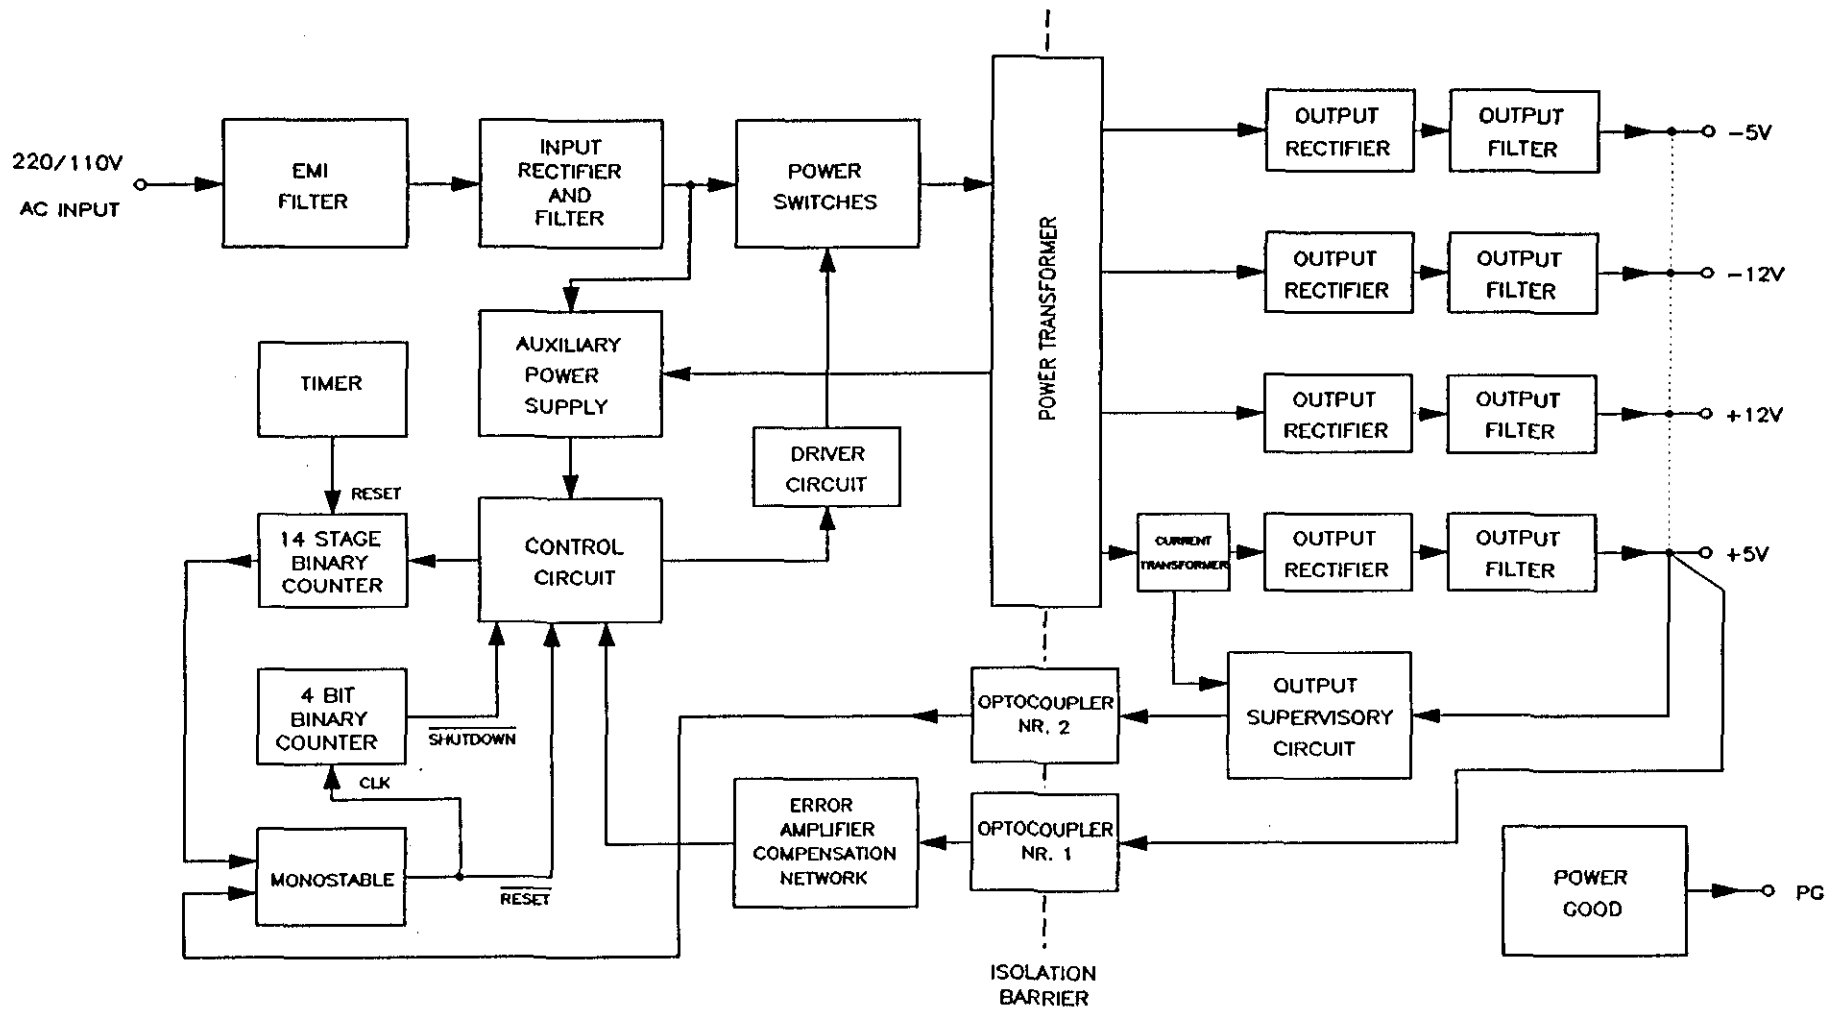 220/110V
AC INPUT
EMI
FILTER
INPUT
RECTIFIER
AND
FILTER
POWER
SWITCHES
POWER TRANSFORMER
OUTPUT
RECTIFIER
OUTPUT
FILTER
-5V
OUTPUT
RECTIFIER
OUTPUT
FILTER
-12V
AUXILIARY
POWER
SUPPLY
TIMER
OUTPUT
RECTIFIER
OUTPUT
FILTER
+12V
DRIVER
CIRCUIT
RESET
14 STAGE
BINARY
COUNTER
CONTROL
CIRCUIT
CURRENT
TRANSFORMER
OUTPUT
RECTIFIER
OUTPUT
FILTER
+5V
4 BIT
BINARY
COUNTER
SHUTDOWN
OPTOCOUPLER
NR. 2
OUTPUT
SUPERVISORY
CIRCUIT
CLK
MONOSTABLE
RESET
ERROR
AMPLIFIER
COMPENSATION
NETWORK
OPTOCOUPLER
NR. 1
POWER
GOOD
PG
ISOLATION
BARRIER